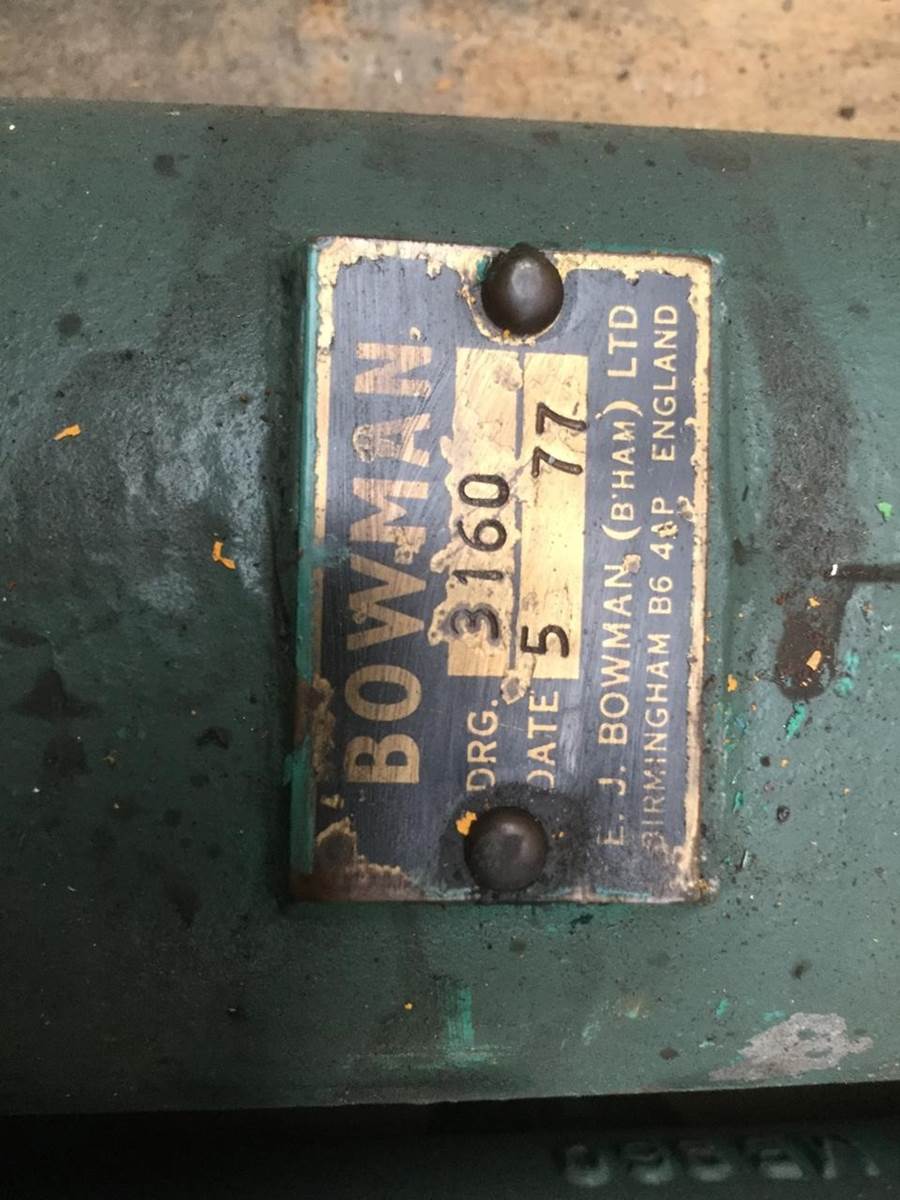 BOWMAN
DRG. 3160
DATE 5 77
E. J. BOWMAN (B'HAM) LTD
BIRMINGHAM B6 4AP ENGLAND